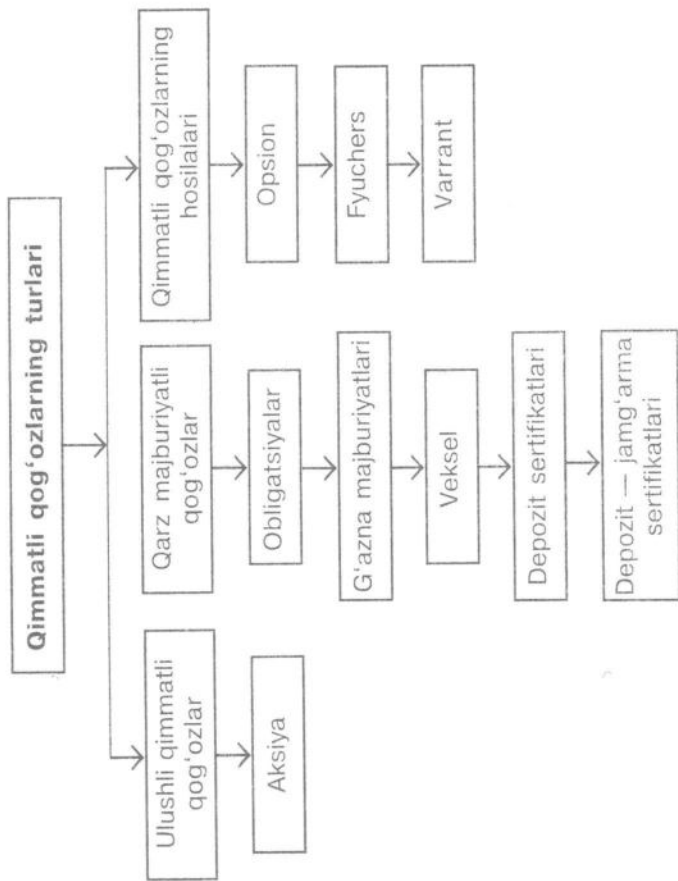 Qimmatli qog‘ozlarning turlari
Ulushli qimmatli
qog‘ozlar
Aksiya
Qarz majburiyatli
qog‘ozlar
Obligatsiyalar
G‘azna majburiyatlari
Veksel
Depozit sertifikatlari
Depozit — jamg‘arma
sertifikatlari
Qimmatli qog‘ozlarning
hosilalari
Opsion
Fyuchers
Varrant